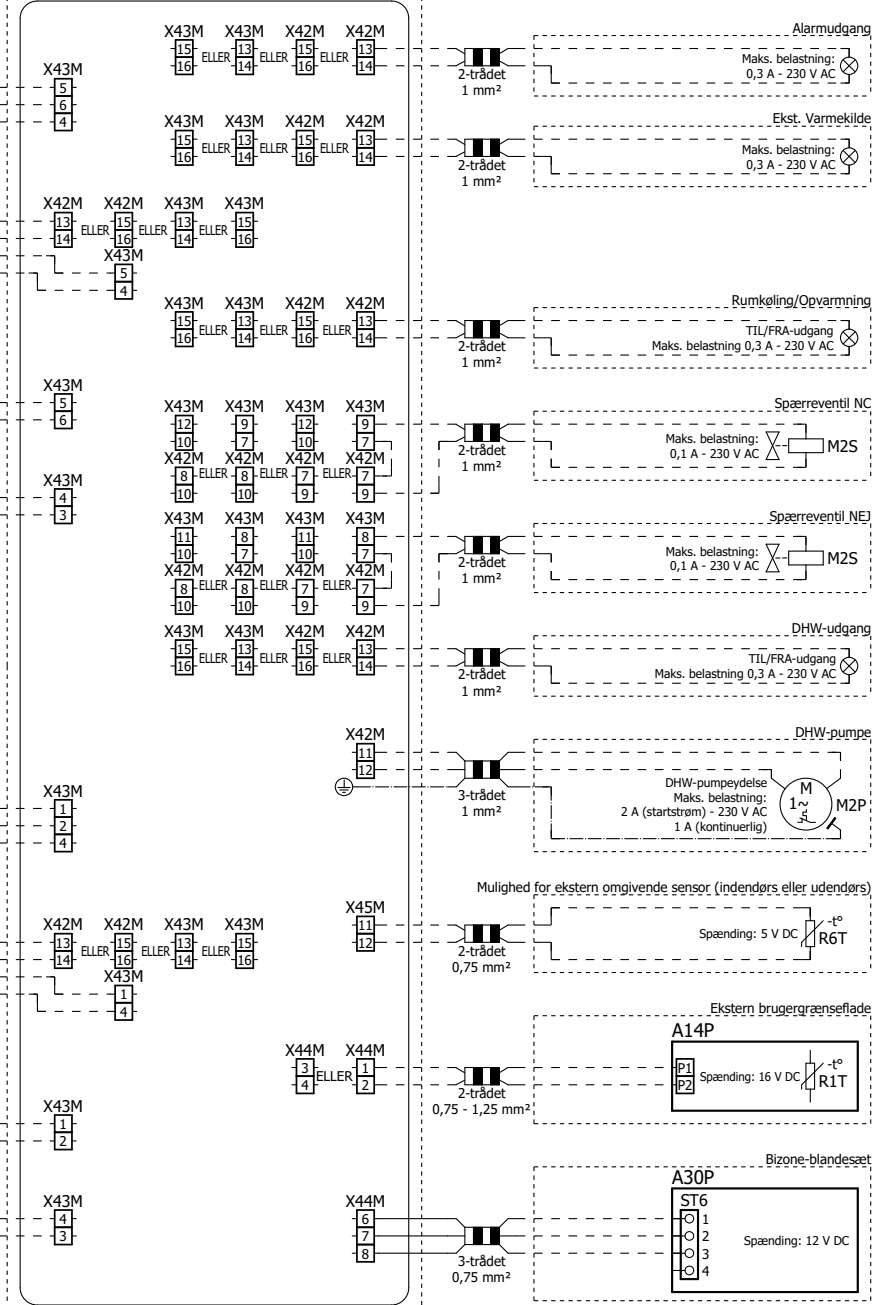 X43M X43M X42M X42M
15 ELLER 13 ELLER 15 ELLER 13
16 14 16 14
2-trådet
1 mm²
Alarmudgang
Maks. belastning:
0,3 A - 230 V AC
X43M
5
6
4
X43M X43M X42M X42M
15 ELLER 13 ELLER 15 ELLER 13
16 14 16 14
2-trådet
1 mm²
Ekst. Varmekilde
Maks. belastning:
0,3 A - 230 V AC
X42M X42M X43M X43M
13 ELLER 15 ELLER 13 ELLER 15
14 16 14 16
X43M
5
4
X43M X43M X42M X42M
15 ELLER 13 ELLER 15 ELLER 13
16 14 16 14
2-trådet
1 mm²
Rumkøling/Opvarmning
TIL/FRA-udgang
Maks. belastning 0,3 A - 230 V AC
X43M
5
6
X43M X43M X43M X43M
12 9 12 9
10 7 10 7
X42M X42M X42M X42M
8 ELLER 8 ELLER 7 ELLER 7
10 10 9 9
2-trådet
1 mm²
Spærreventil NC
Maks. belastning:
0,1 A - 230 V AC
M2S
X43M
4
3
X43M X43M X43M X43M
11 8 11 8
10 7 10 7
X42M X42M X42M X42M
8 ELLER 8 ELLER 7 ELLER 7
10 10 9 9
2-trådet
1 mm²
Spærreventil NEJ
Maks. belastning:
0,1 A - 230 V AC
M2S
X43M X43M X42M X42M
15 ELLER 13 ELLER 15 ELLER 13
16 14 16 14
2-trådet
1 mm²
DHW-udgang
TIL/FRA-udgang
Maks. belastning 0,3 A - 230 V AC
X42M
11
12
3-trådet
1 mm²
DHW-pumpe
DHW-pumpeydelse
Maks. belastning:
2 A (startstrøm) - 230 V AC
1 A (kontinuerlig)
M
1~
M2P
X43M
1
2
4
X45M
11
12
2-trådet
0,75 mm²
Mulighed for ekstern omgivende sensor (indendørs eller udendørs)
Spænding: 5 V DC
-t°
R6T
X42M X42M X43M X43M
13 ELLER 15 ELLER 13 ELLER 15
14 16 14 16
X43M
1
4
X44M X44M
3 ELLER 1
4 2
2-trådet
0,75 - 1,25 mm²
Ekstern brugergrænseflade
A14P
P1
P2
Spænding: 16 V DC
-t°
R1T
X43M
1
2
X43M
4
3
X44M
6
7
8
3-trådet
0,75 mm²
Bizone-blandesæt
A30P
ST6
1
2
3
4
Spænding: 12 V DC